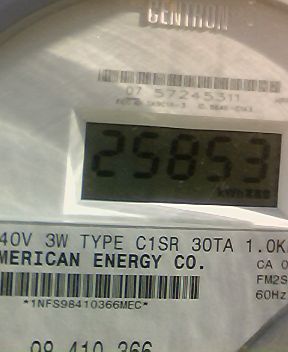 CENTRON
07 57245311
25853
kWh
40V 3W TYPE C1SR 30TA 1.0K
MERICAN ENERGY CO.
CA 0
FM2S
60Hz
*1NFS98410366MEC*
98 410 366